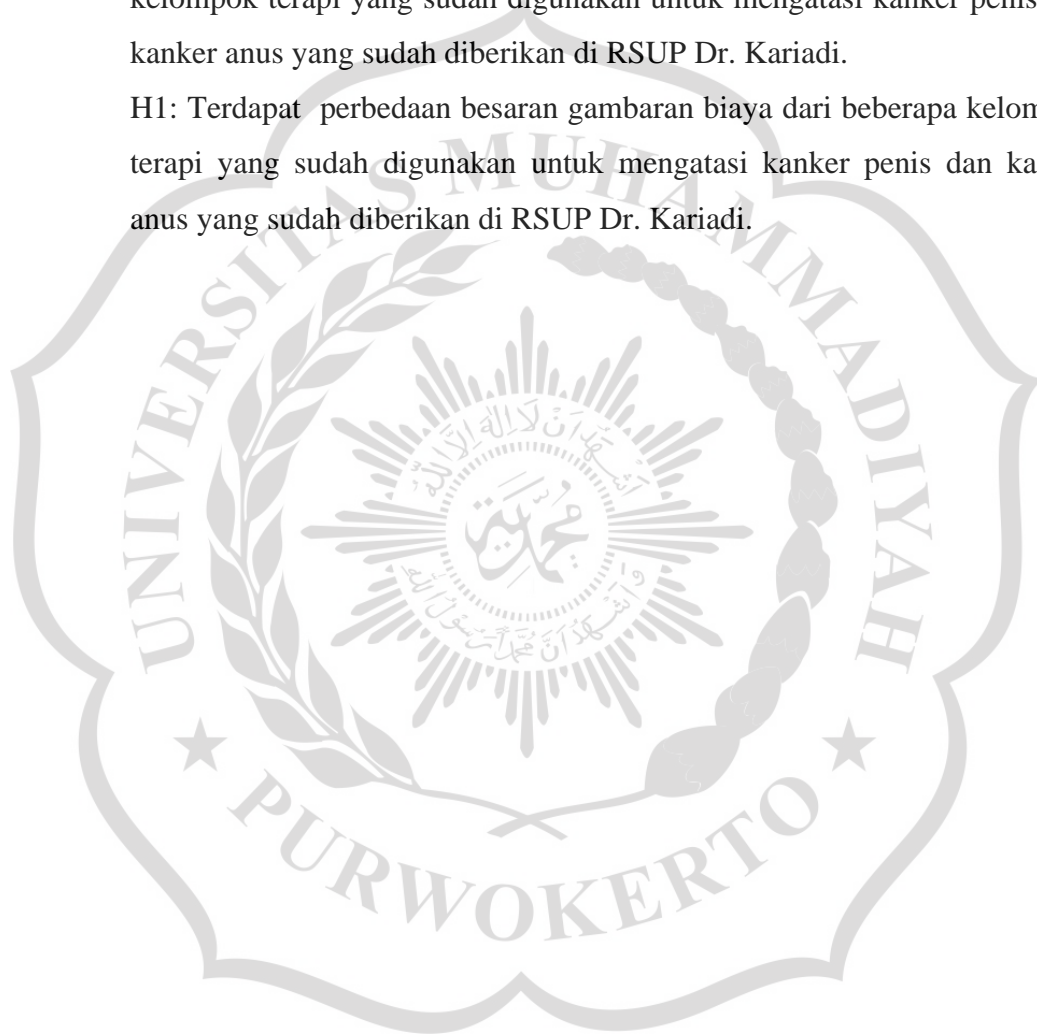 kelompok terapi yang sudah digunakan untuk mengatasi kanker penis
kanker anus yang sudah diberikan di RSUP Dr. Kariadi.
H1: Terdapat perbedaan besaran gambaran biaya dari beberapa kelom
terapi yang sudah digunakan untuk mengatasi kanker penis dan ka
anus yang sudah diberikan di RSUP Dr. Kariadi.
UNIVERSITAS MUHAMMADIYAH
PURWOKERTO